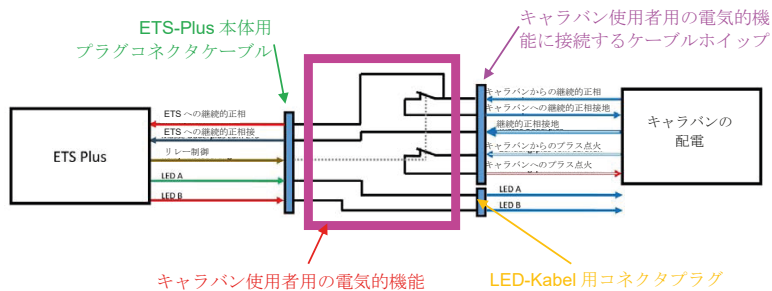 ETS-Plus 本体用
プラグコネクタケーブル
キャラバン使用者用の電気的機
能に接続するケーブルホイップ
ETS Plus
ETS への継続的正相
ETS への継続的正相接
リレー制御
LED A
LED B
キャラバンからの継続的正相
キャラバンへの継続的正相接地
継続的正相接地
キャラバンからのプラス点火
キャラバンへのプラス点火
LED A
LED B
キャラバンの
配電
キャラバン使用者用の電気的機能
LED-Kabel 用コネクタプラグ